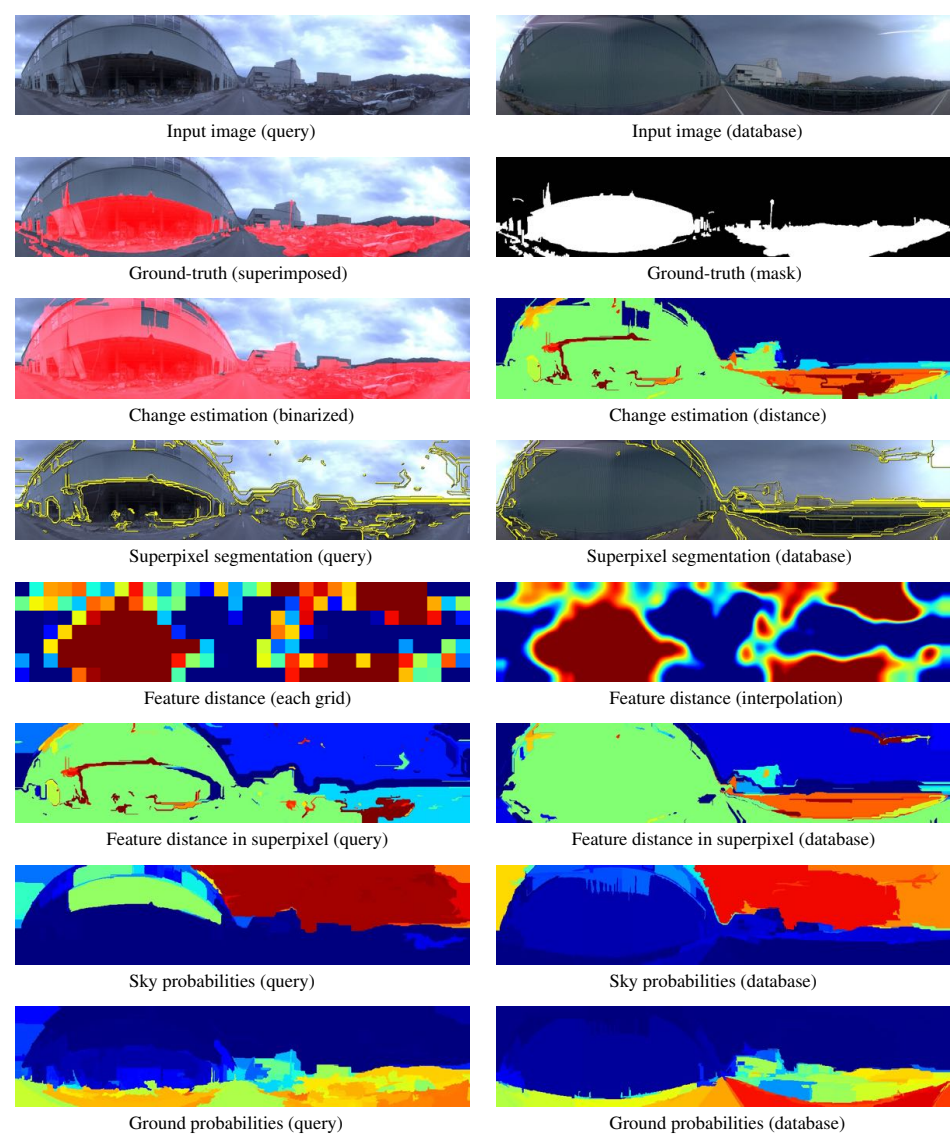 Input image (query)
Input image (database)
Ground-truth (superimposed)
Ground-truth (mask)
Change estimation (binarized)
Change estimation (distance)
Superpixel segmentation (query)
Superpixel segmentation (database)
Feature distance (each grid)
Feature distance (interpolation)
Feature distance in superpixel (query)
Feature distance in superpixel (database)
Sky probabilities (query)
Sky probabilities (database)
Ground probabilities (query)
Ground probabilities (database)